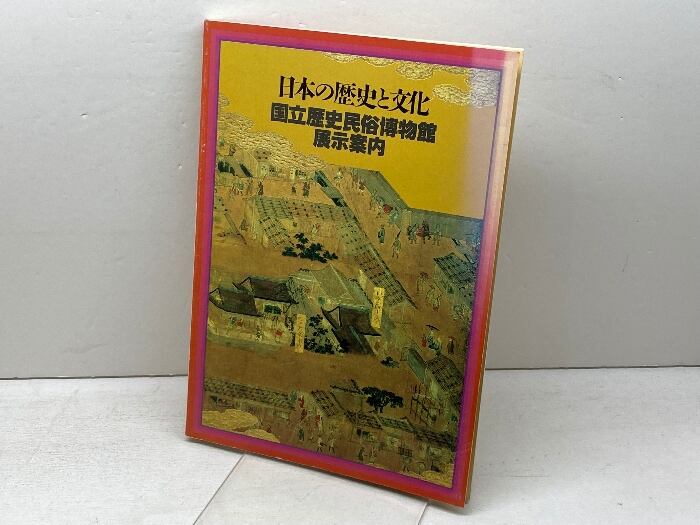 日本の歴史と文化
国立歴史民俗博物館
展示案内